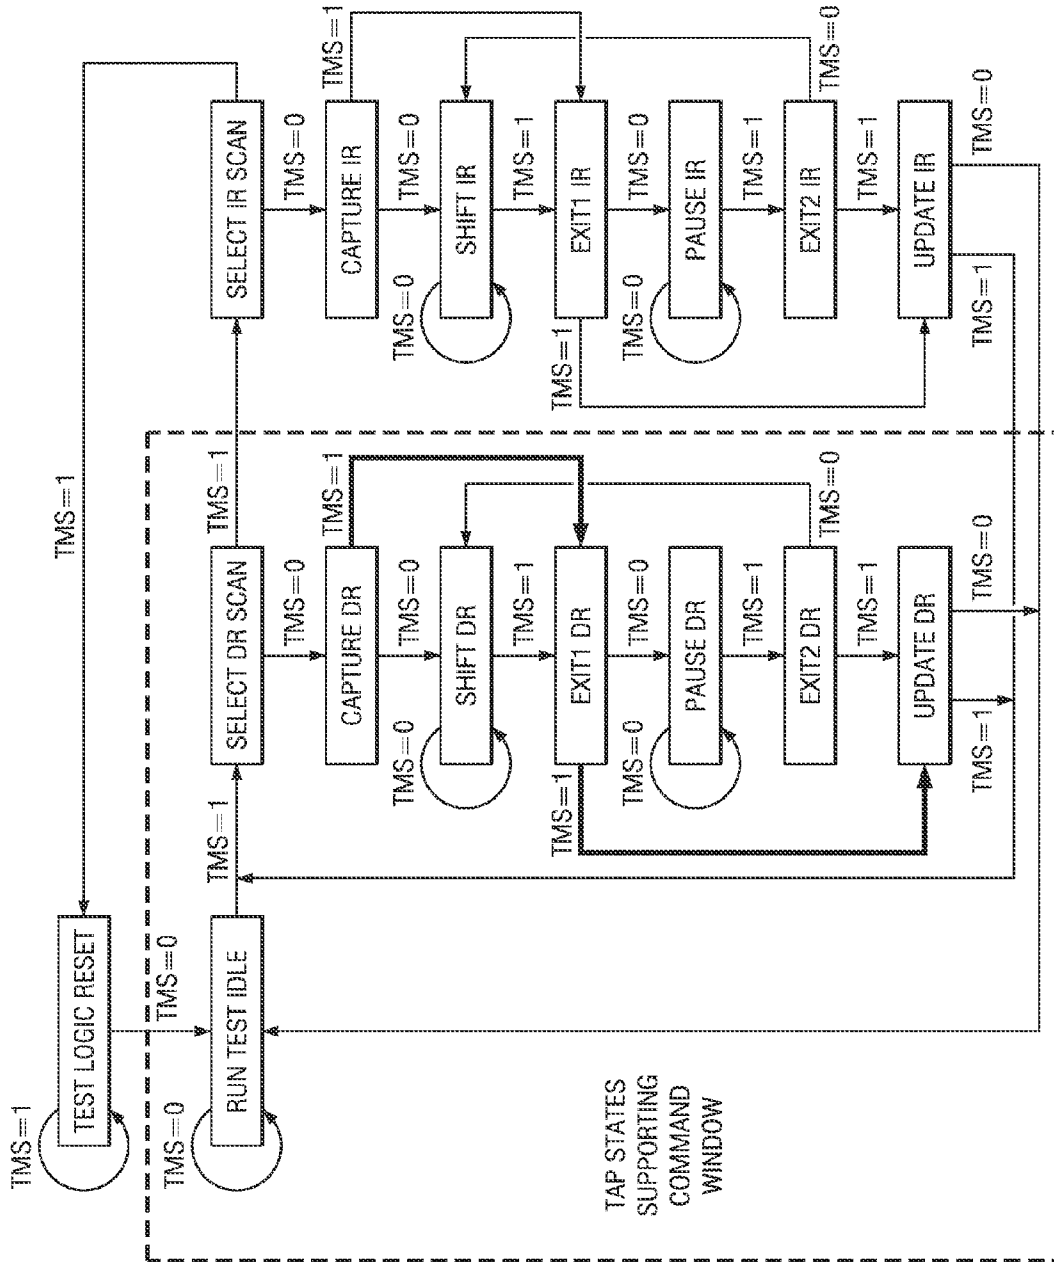 TMS=1
TEST LOGIC RESET
TMS=0
TMS=1
TMS=0
RUN TEST IDLE
TMS=1
SELECT DR SCAN
TMS=1
SELECT IR SCAN
TMS=0
CAPTURE DR
TMS=1
TMS=0
TMS=0
SHIFT DR
TMS=1
TMS=1
EXIT1 DR
TMS=0
TMS=0
PAUSE DR
TMS=1
EXIT2 DR
TMS=0
TMS=1
UPDATE DR
TMS=1
TMS=0
TMS=0
CAPTURE IR
TMS=1
TMS=0
TMS=0
SHIFT IR
TMS=1
TMS=1
EXIT1 IR
TMS=0
TMS=0
PAUSE IR
TMS=1
EXIT2 IR
TMS=0
TMS=1
UPDATE IR
TMS=1
TMS=0
TAP STATES
SUPPORTING
COMMAND
WINDOW